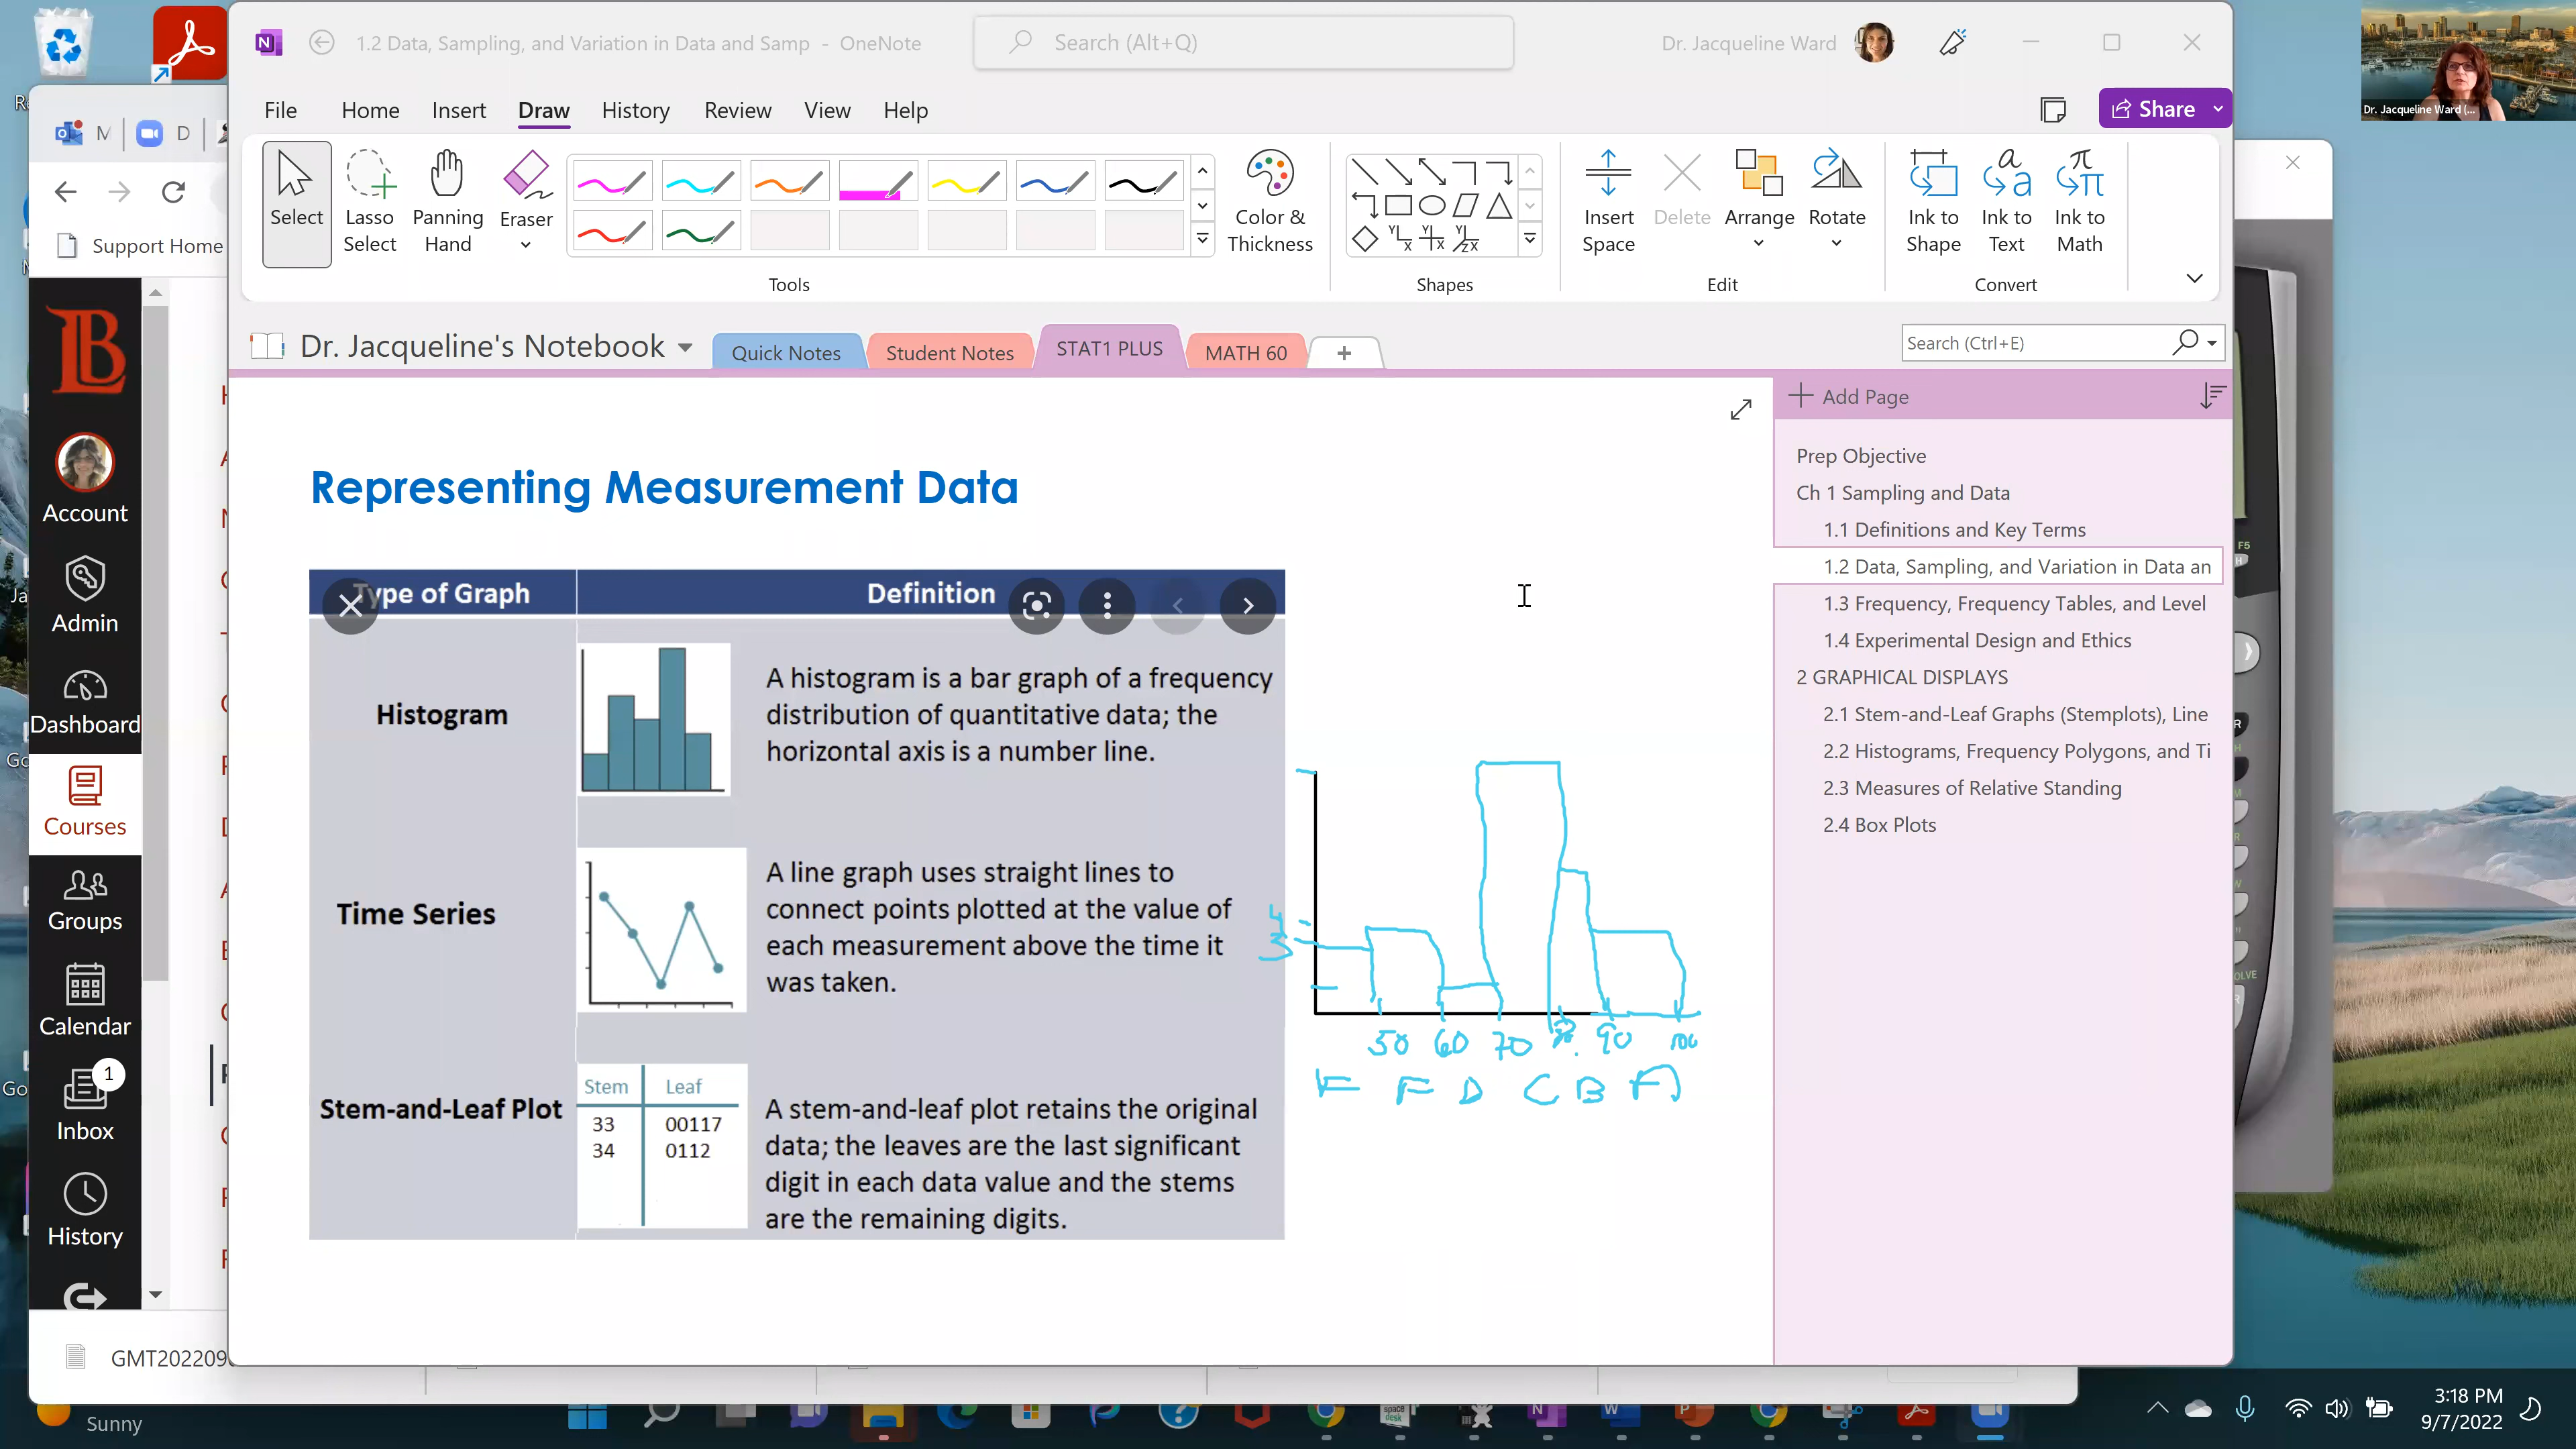 1.2 Data, Sampling, and Variation in Data and Samp - OneNote
Search (Alt+Q)
Dr. Jacqueline Ward
Dr. Jacqueline Ward (...
File Home Insert Draw History Review View Help
Share
M D
Select
Lasso Select
Panning Hand
Eraser
Color & Thickness
Insert Space
Delete
Arrange
Rotate
Ink to Shape
Ink to Text
Ink to Math
Tools
Shapes
Edit
Convert
Support Home
Dr. Jacqueline's Notebook
Quick Notes
Student Notes
STAT1 PLUS
MATH 60
Search (Ctrl+E)
Add Page
Prep Objective
Ch 1 Sampling and Data
1.1 Definitions and Key Terms
1.2 Data, Sampling, and Variation in Data an
1.3 Frequency, Frequency Tables, and Level
1.4 Experimental Design and Ethics
2 GRAPHICAL DISPLAYS
2.1 Stem-and-Leaf Graphs (Stemplots), Line
2.2 Histograms, Frequency Polygons, and Ti
2.3 Measures of Relative Standing
2.4 Box Plots
LB
Account
Admin
Dashboard
Courses
Groups
Calendar
1
Inbox
History
Representing Measurement Data
Type of Graph
Definition
Histogram
A histogram is a bar graph of a frequency
distribution of quantitative data; the
horizontal axis is a number line.
Time Series
A line graph uses straight lines to
connect points plotted at the value of
each measurement above the time it
was taken.
Stem-and-Leaf Plot
Stem Leaf
33 00117
34 0112
A stem-and-leaf plot retains the original
data; the leaves are the last significant
digit in each data value and the stems
are the remaining digits.
4
3
50 60 70 90 100
F F D C B A
F5
GMT202209
Sunny
3:18 PM
9/7/2022